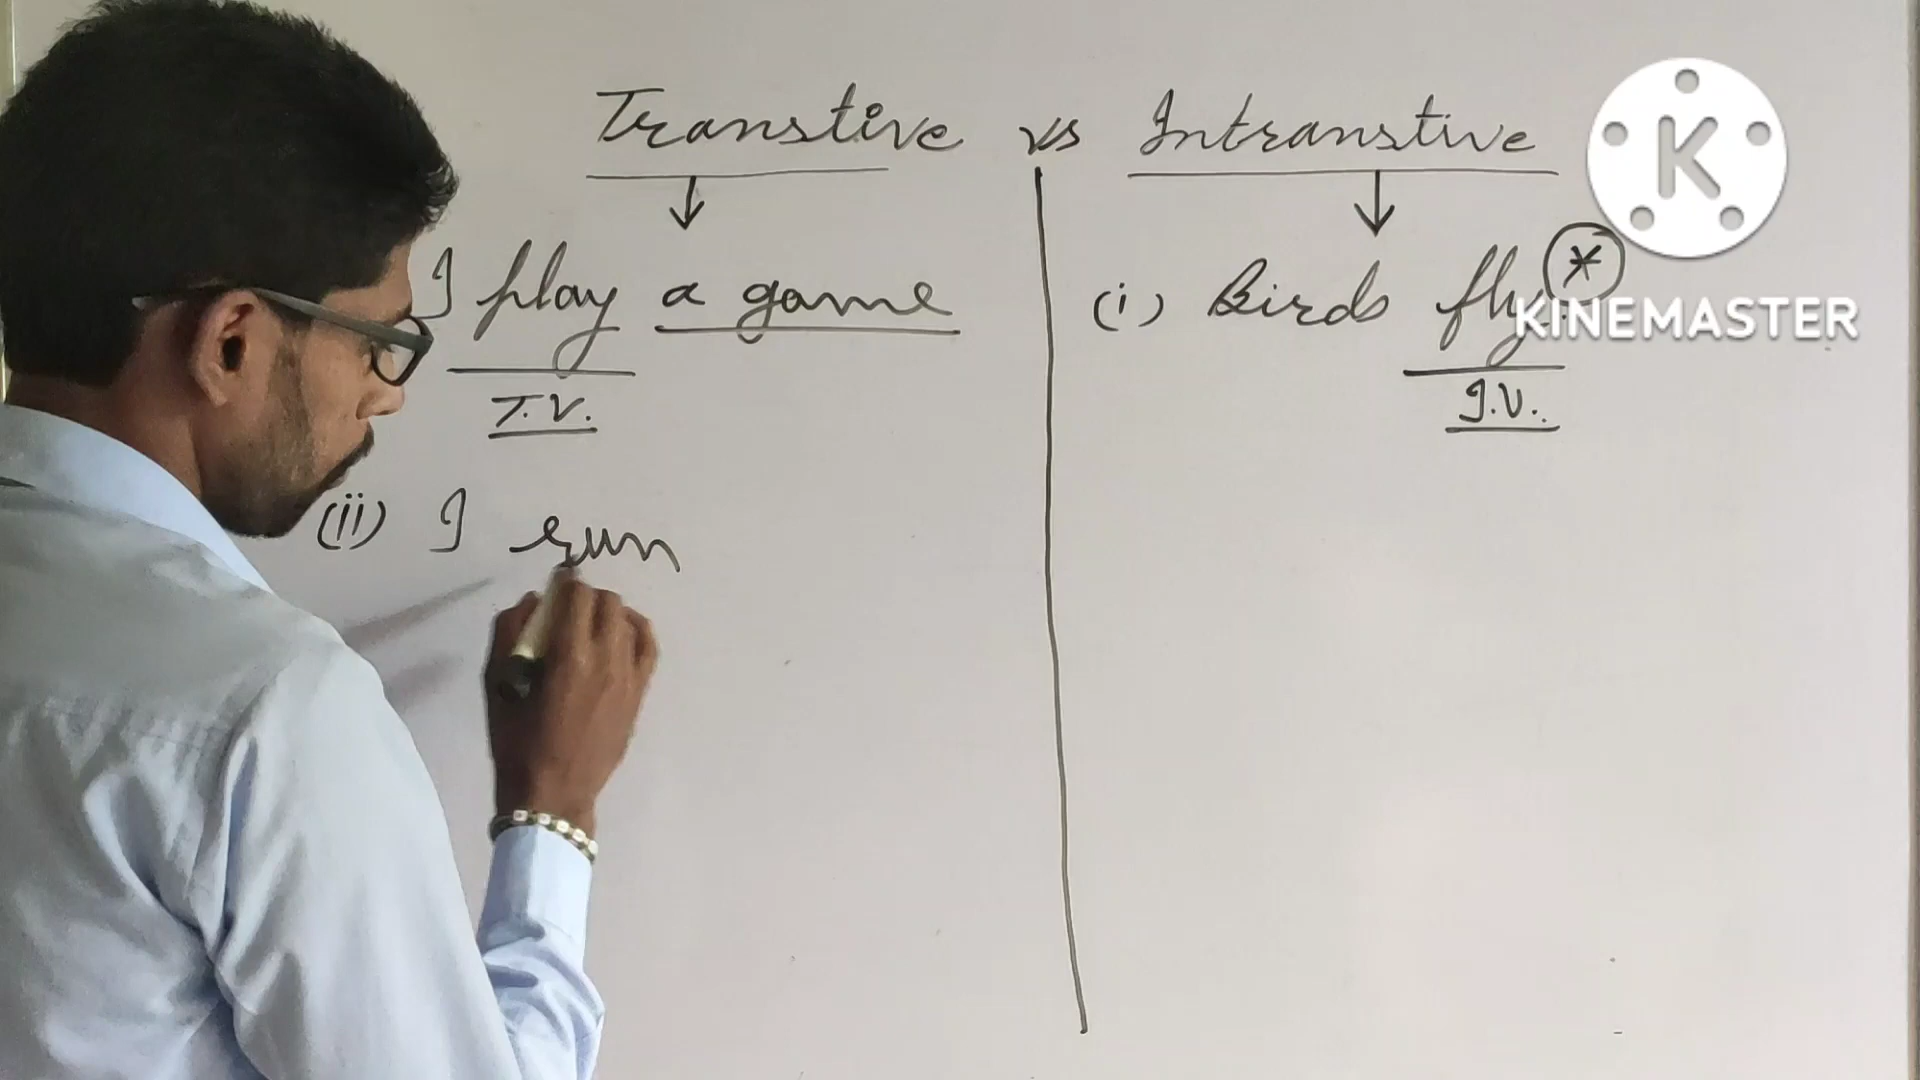 Transtive vs Intranstive
I play a game
T.V.
(ii) I run
(i) Birds fly.
*
I.V.
K
KINEMASTER